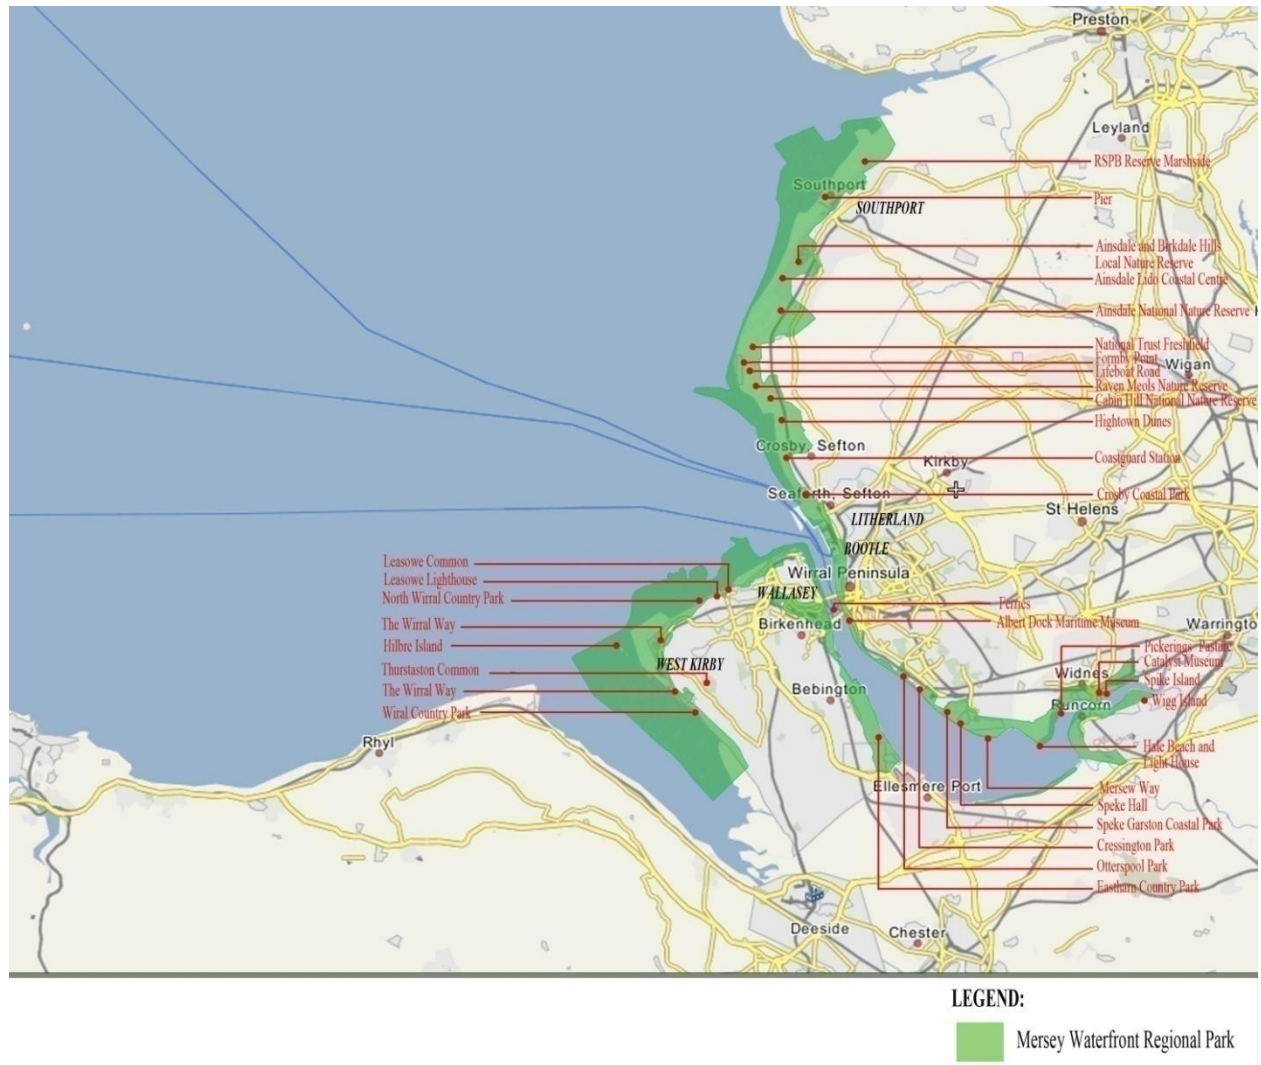 Preston
Leyland
RSPB Reserve Marshside
Southport
Pier
SOUTHPORT
Ainsdale and Birkdale Hills
Local Nature Reserve
Ainsdale Lido Coastal Centre
Ainsdale National Nature Reserve
National Trust Freshfield
Formby Point
Wigan
Lifeboat Road
Raven Meols Nature Reserve
Cabin Hill National Nature Reserve
Hightown Dunes
Crosby, Sefton
Coastguard Station
Kirkby
Seaforth, Sefton
Crosby Coastal Park
St Helens
LITHERLAND
BOOTLE
Leasowe Common
Wirral Peninsula
Leasowe Lighthouse
WALLASEY
North Wirral Country Park
Ferries
The Wirral Way
Birkenhead
Albert Dock Maritime Museum
Warringto
Hilbre Island
Pickerings Pasture
WEST KIRBY
Catalyst Museum
Thurstaston Common
Widnes
Spike Island
The Wirral Way
Bebington
Wigg Island
Runcorn
Wiral Country Park
Rhyl
Hale Beach and
Light House
Ellesmere Port
Mersew Way
Speke Hall
Speke Garston Coastal Park
Cressington Park
Otterspool Park
Eastharn Country Park
Deeside
Chester
LEGEND:
Mersey Waterfront Regional Park